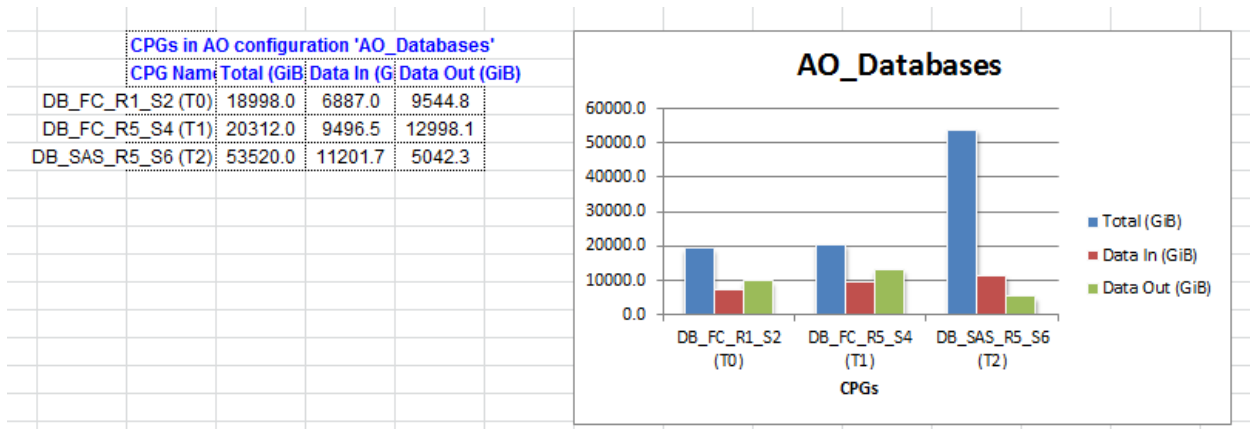 CPGs in AO configuration 'AO_Databases'
CPG Name Total (GiB Data In (G Data Out (GiB)
DB_FC_R1_S2 (T0) 18998.0 6887.0 9544.8
DB_FC_R5_S4 (T1) 20312.0 9496.5 12998.1
DB_SAS_R5_S6 (T2) 53520.0 11201.7 5042.3
AO_Databases
60000.0
50000.0
40000.0
30000.0
20000.0
10000.0
0.0
DB_FC_R1_S2
(T0)
DB_FC_R5_S4
(T1)
DB_SAS_R5_S6
(T2)
CPGs
Total (GiB)
Data In (GiB)
Data Out (GiB)